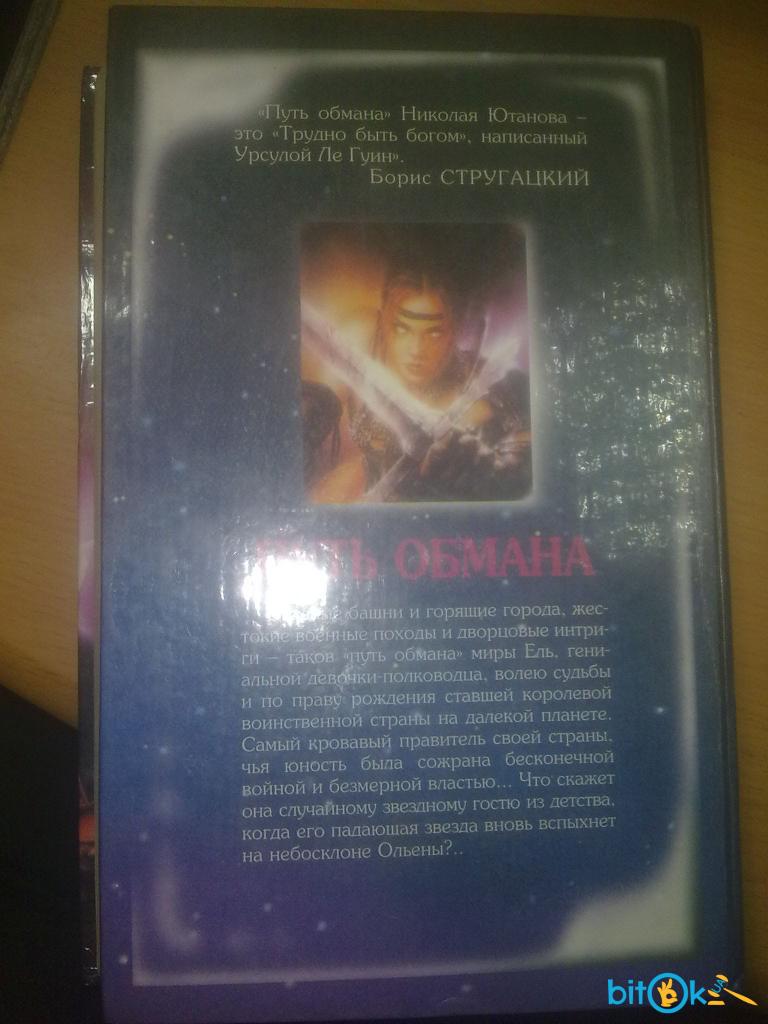 «Путь обмана» Николая Ютанова –
это «Трудно быть богом», написанный
Урсулой Ле Гуин».
Борис СТРУГАЦКИЙ
ПУТЬ ОБМАНА
башни и горящие города, жес-
токие военные походы и дворцовые интри-
ги – таков «путь обмана» миры Ель, гени-
альной девочки-полководца, волею судьбы
и по праву рождения ставшей королевой
воинственной страны на далекой планете.
Самый кровавый правитель своей страны,
чья юность была сожрана бесконечной
войной и безмерной властью... Что скажет
она случайному звездному гостю из детства,
когда его падающая звезда вновь вспыхнет
на небосклоне Ольены?..
bitOk UA